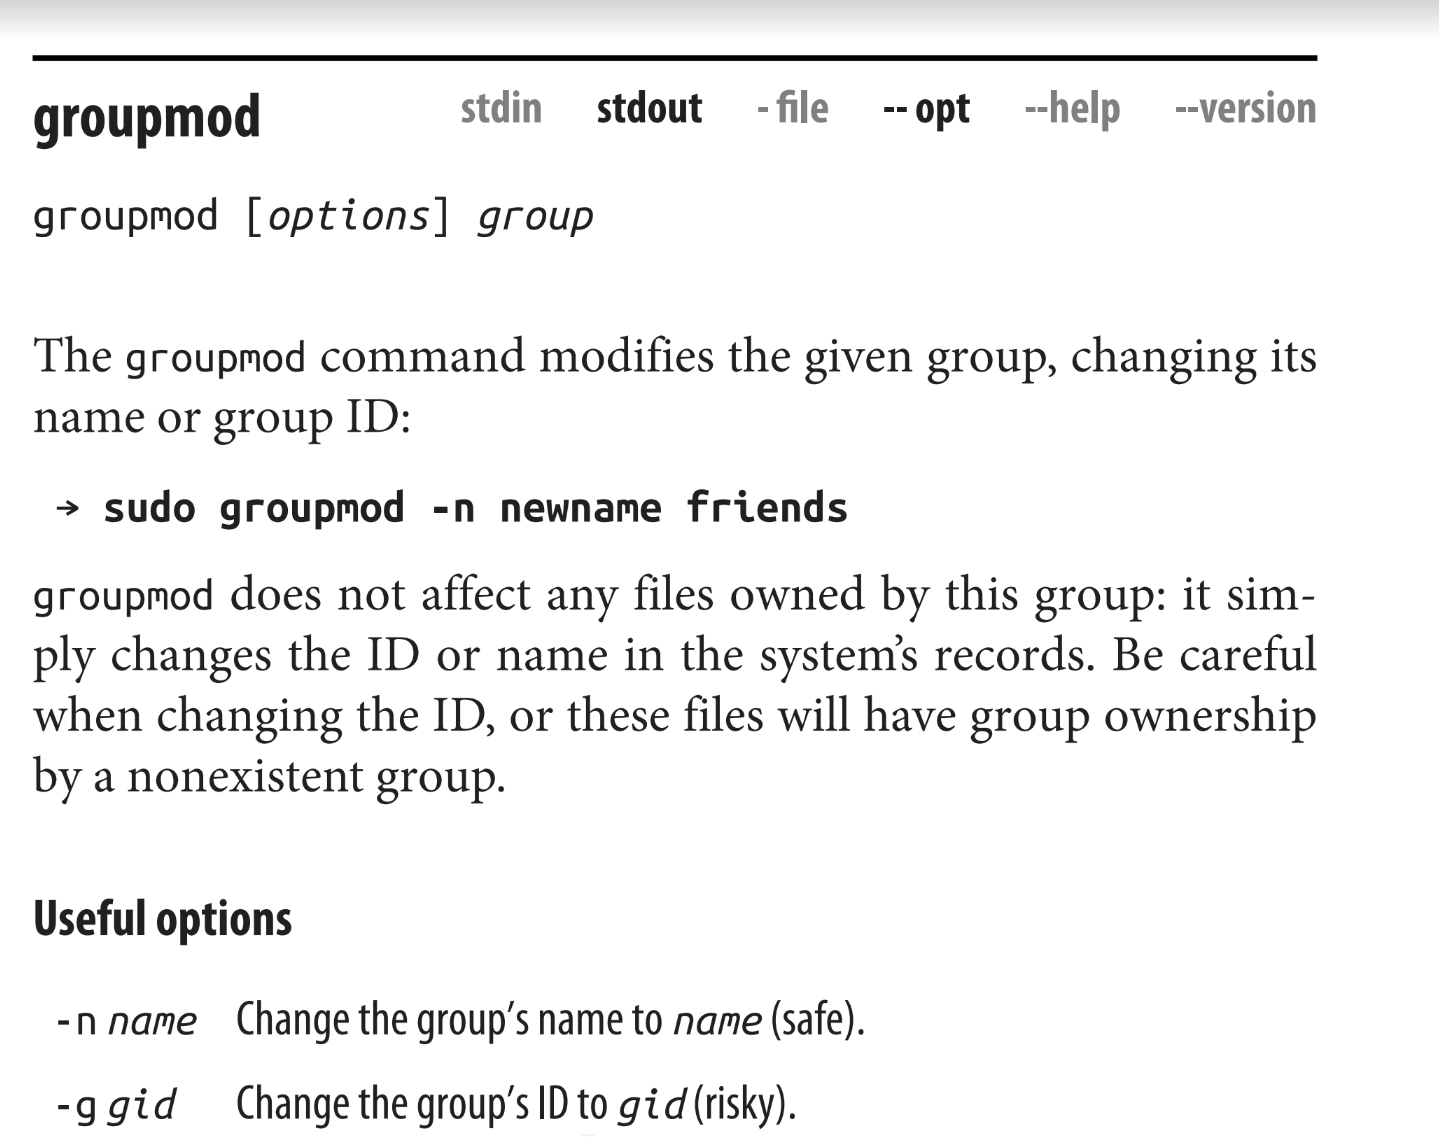 groupmod stdin stdout - file -- opt --help --version
groupmod [options] group
The groupmod command modifies the given group, changing its
name or group ID:
→ sudo groupmod -n newname friends
groupmod does not affect any files owned by this group: it sim-
ply changes the ID or name in the system’s records. Be careful
when changing the ID, or these files will have group ownership
by a nonexistent group.
Useful options
-n name Change the group’s name to name (safe).
-g gid Change the group’s ID to gid (risky).